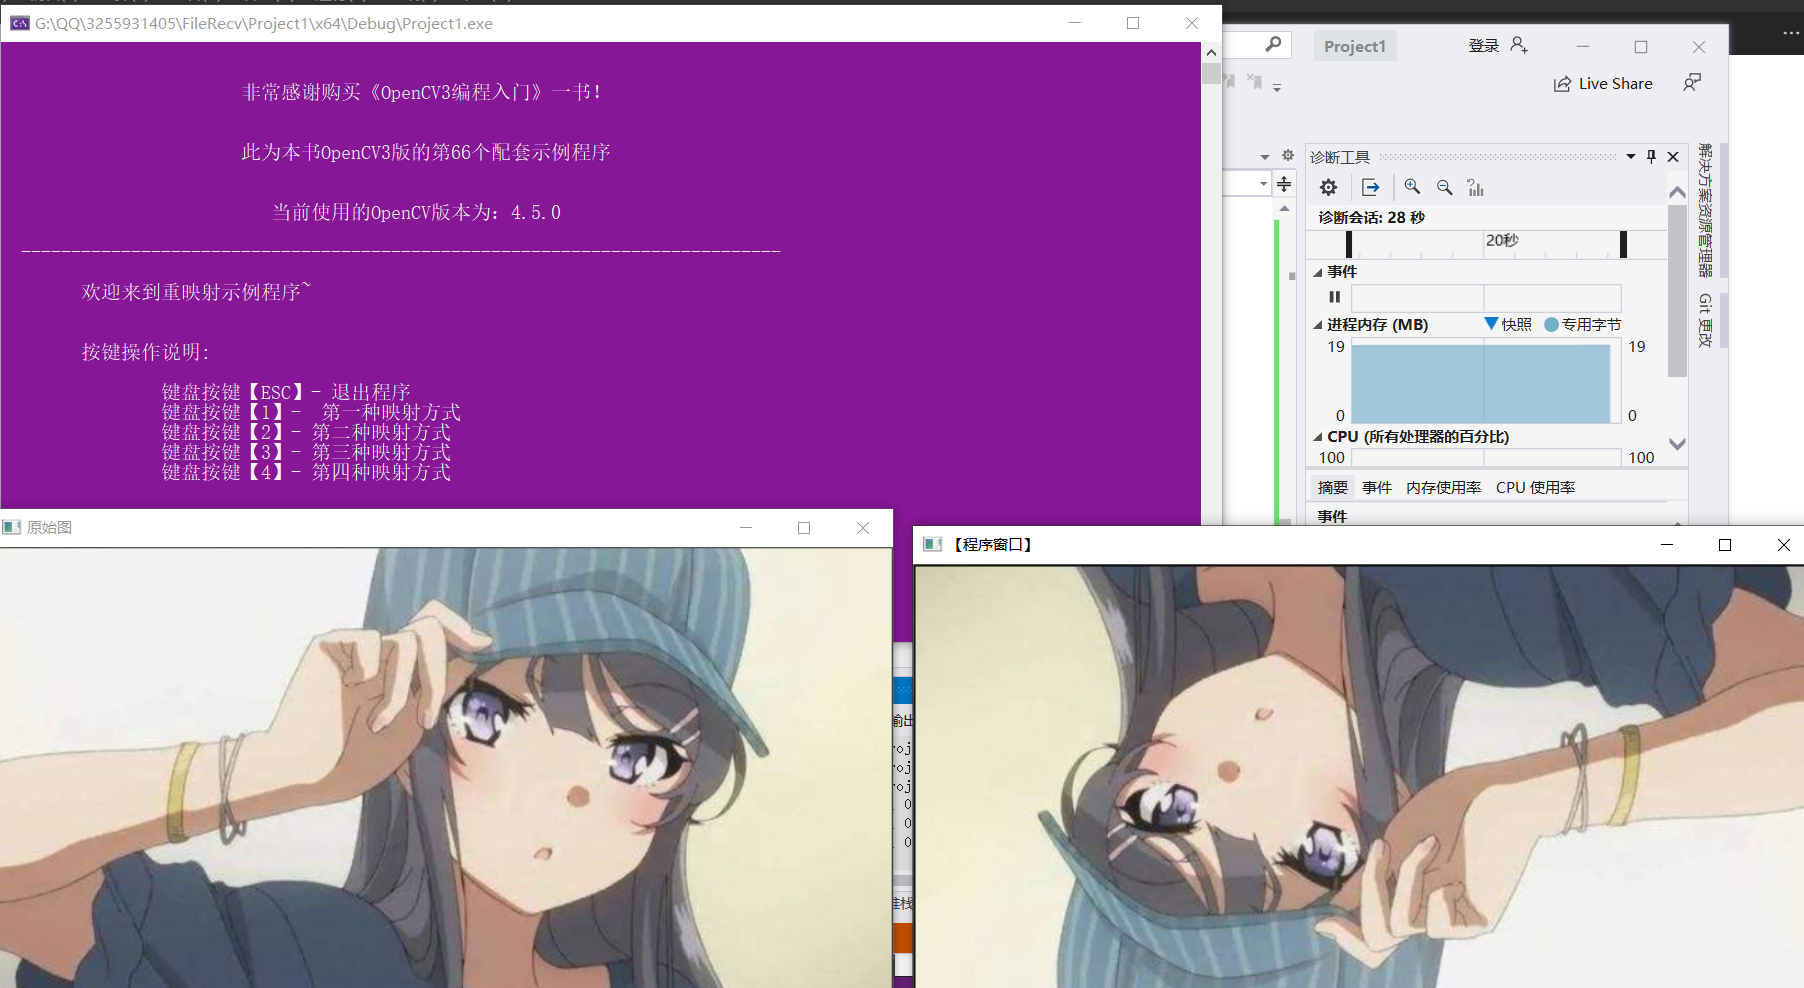 G:\QQ\3255931405\FileRecv\Project1\x64\Debug\Project1.exe
非常感谢购买《OpenCV3编程入门》一书！
此为本书OpenCV3版的第66个配套示例程序
当前使用的OpenCV版本为：4.5.0
----------------------------------------------------------------------------
欢迎来到重映射示例程序~
按键操作说明:
键盘按键【ESC】- 退出程序
键盘按键【1】-  第一种映射方式
键盘按键【2】- 第二种映射方式
键盘按键【3】- 第三种映射方式
键盘按键【4】- 第四种映射方式
Project1
登录
Live Share
诊断工具
诊断会话: 28 秒
20秒
事件
进程内存 (MB)
快照
专用字节
19
19
0
0
CPU (所有处理器的百分比)
100
100
摘要 事件 内存使用率 CPU 使用率
事件
解决方案资源管理器
Git 更改
原始图
【程序窗口】
输出
roj
roj
roj
0
0
0